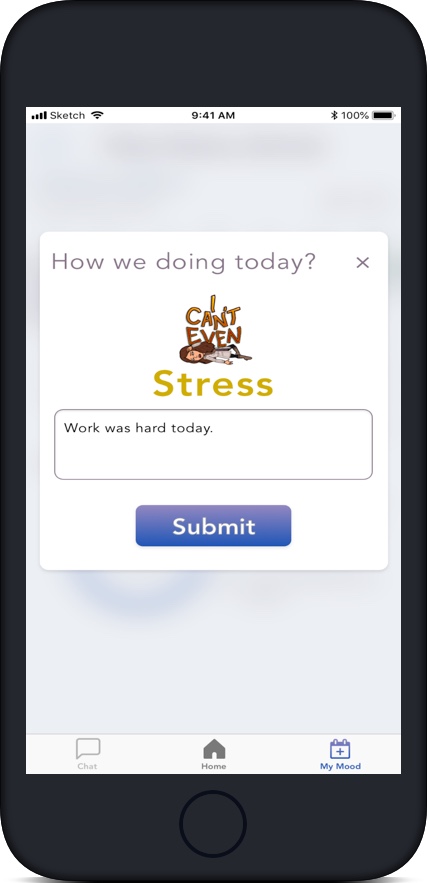 Sketch 9:41 AM 100%
How we doing today? ×
I
CAN'T
EVEN
Stress
Work was hard today.
Submit
Chat Home My Mood